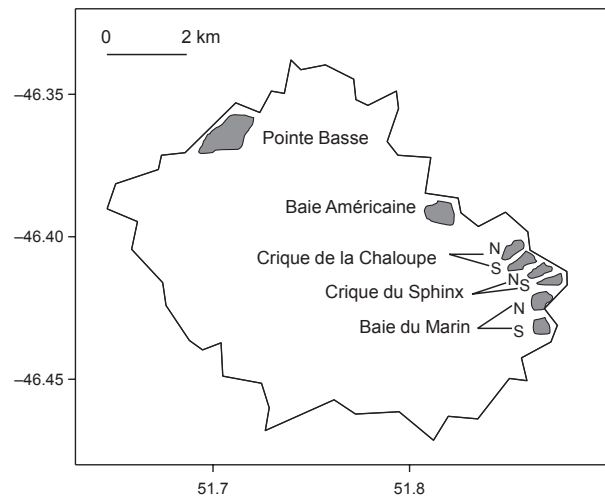 0 2 km
−46.35
Pointe Basse
Baie Américaine
−46.40
N
Crique de la Chaloupe
S
N
S
Crique du Sphinx
N
Baie du Marin
S
−46.45
51.7 51.8